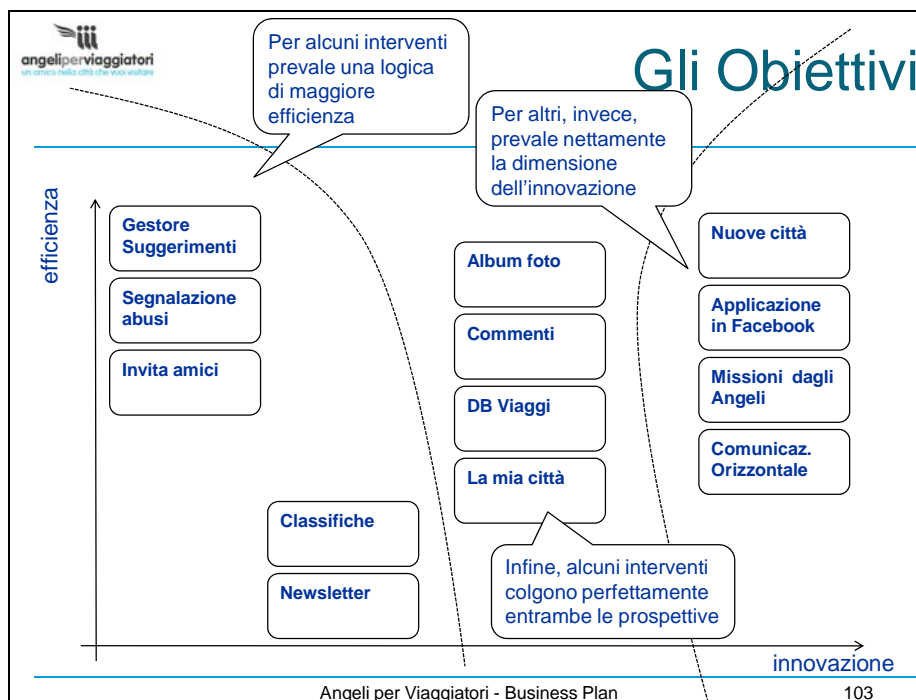 angeliperviaggiatori
un amico nella città che vuoi visitare
Gli Obiettivi
Per alcuni interventi
prevale una logica
di maggiore
efficienza
Per altri, invece,
prevale nettamente
la dimensione
dell'innovazione
efficienza
Gestore
Suggerimenti
Segnalazione
abusi
Invita amici
Classifiche
Newsletter
Album foto
Commenti
DB Viaggi
La mia città
Nuove città
Applicazione
in Facebook
Missioni dagli
Angeli
Comunicaz.
Orizzontale
Infine, alcuni interventi
colgono perfettamente
entrambe le prospettive
innovazione
Angeli per Viaggiatori - Business Plan
103